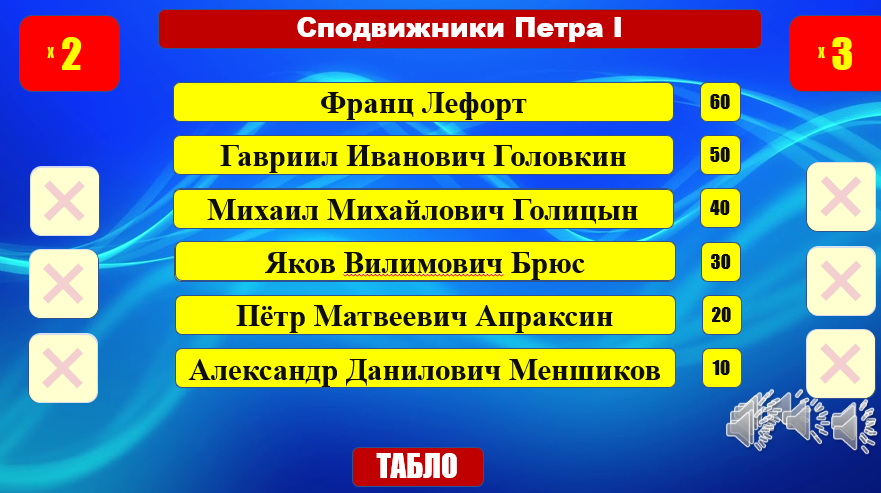 Сподвижники Петра I
х 2
х 3
Франц Лефорт 60
Гавриил Иванович Головкин 50
Михаил Михайлович Голицын 40
Яков Вилимович Брюс 30
Пётр Матвеевич Апраксин 20
Александр Данилович Меншиков 10
ТАБЛО